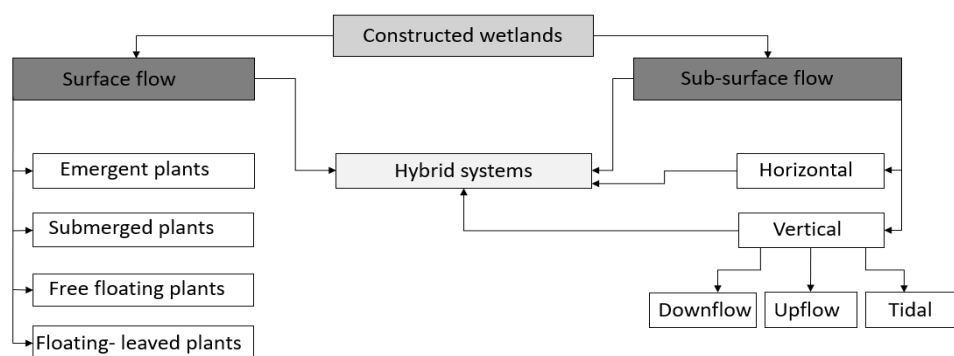 Constructed wetlands
Surface flow
Sub-surface flow
Emergent plants
Hybrid systems
Horizontal
Submerged plants
Vertical
Free floating plants
Downflow
Upflow
Tidal
Floating- leaved plants